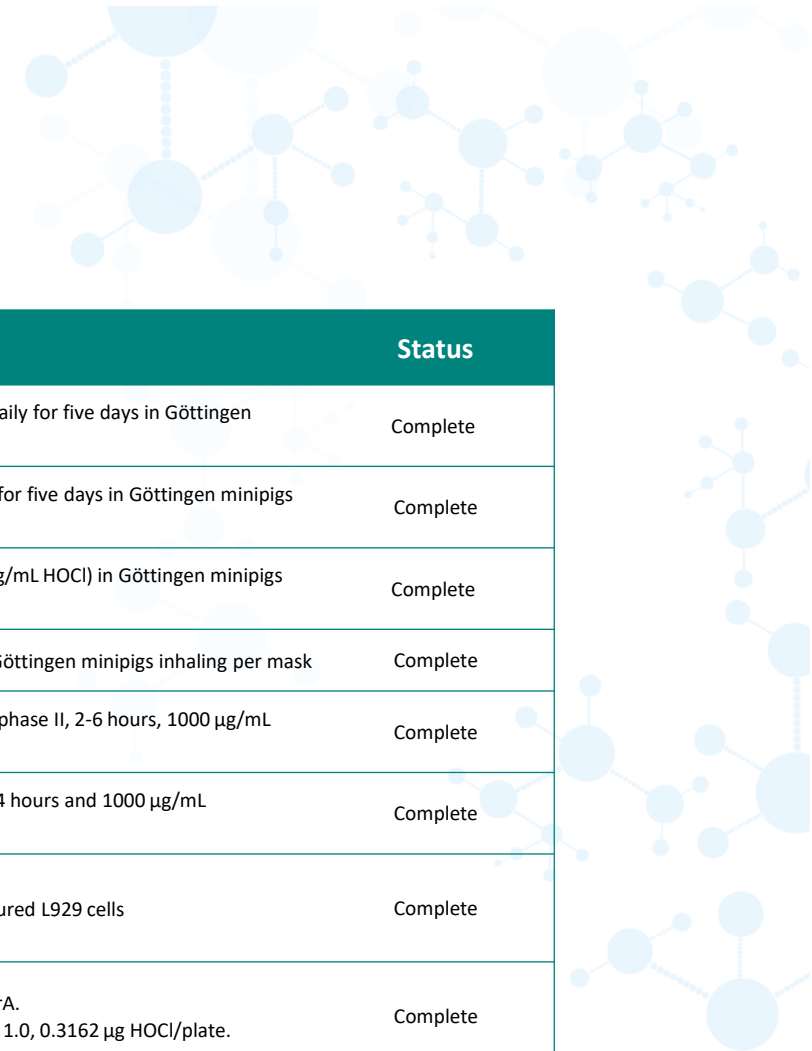 Status
aily for five days in Göttingen
Complete
for five days in Göttingen minipigs
Complete
g/mL HOCl) in Göttingen minipigs
Complete
Göttingen minipigs inhaling per mask
Complete
phase II, 2-6 hours, 1000 µg/mL
Complete
4 hours and 1000 µg/mL
Complete
ured L929 cells
Complete
rA.
1.0, 0.3162 µg HOCl/plate.
Complete